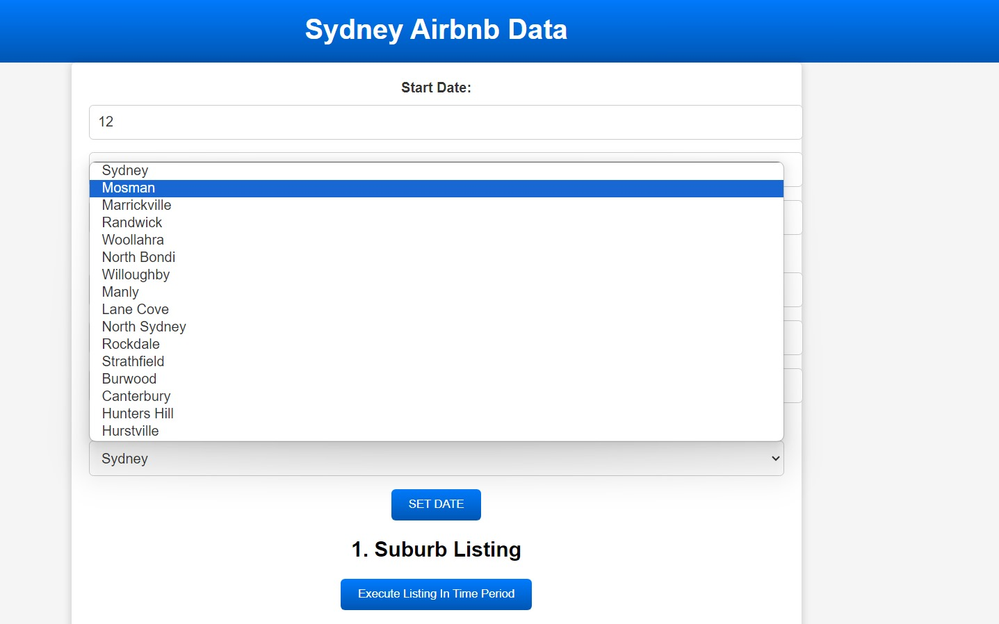 Sydney Airbnb Data
Start Date:
12
Sydney
Mosman
Marrickville
Randwick
Woollahra
North Bondi
Willoughby
Manly
Lane Cove
North Sydney
Rockdale
Strathfield
Burwood
Canterbury
Hunters Hill
Hurstville
Sydney
SET DATE
1. Suburb Listing
Execute Listing In Time Period